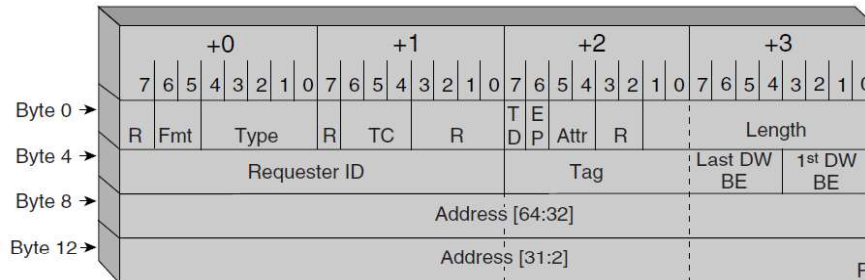 +0 +1 +2 +3
7 6 5 4 3 2 1 0 7 6 5 4 3 2 1 0 7 6 5 4 3 2 1 0 7 6 5 4 3 2 1 0
Byte 0 R Fmt Type R TC R TD EP Attr R Length
Byte 4 Requester ID Tag Last DW BE 1st DW BE
Byte 8 Address [64:32]
Byte 12 Address [31:2]